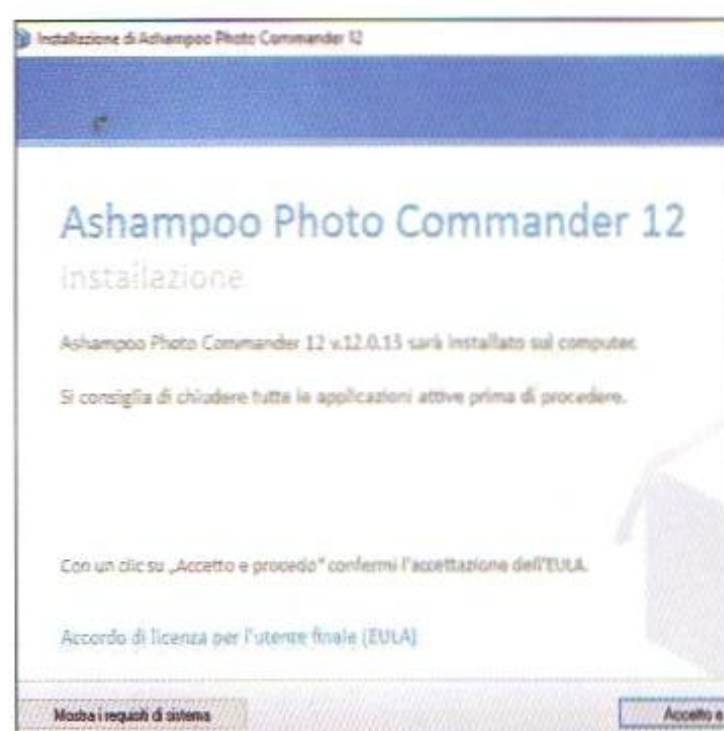 Installazione di Ashampoo Photo Commander 12
Ashampoo Photo Commander 12
Installazione
Ashampoo Photo Commander 12 v.12.0.13 sarà installato sul computer.
Si consiglia di chiudere tutte le applicazioni attive prima di procedere.
Con un clic su „Accetto e procedo" confermi l'accettazione dell'EULA.
Accordo di licenza per l'utente finale (EULA)
Mostra i requisiti di sistema
Accetto e